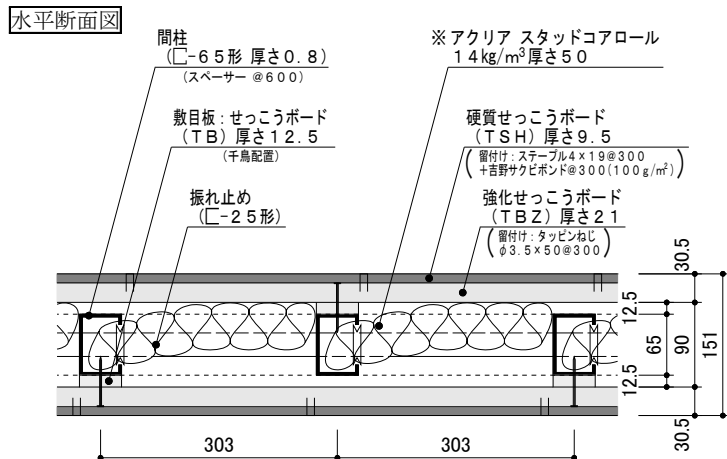 水平断面図
間柱
(⊏-65形 厚さ0.8)
(スペーサー @600)
敷目板：せっこうボード
(TB) 厚さ12.5
(千鳥配置)
振れ止め
(⊏-25形)
※アクリア スタッドコアロール
14kg/m³厚さ50
硬質せっこうボード
(TSH) 厚さ9.5
(留付け：ステープル4×19@300
+吉野サクビボンド@300(100g/㎡))
強化せっこうボード
(TBZ) 厚さ21
(留付け：タッピンねじ
φ3.5×50@300)
30.5
12.5
65
90
151
12.5
30.5
303
303